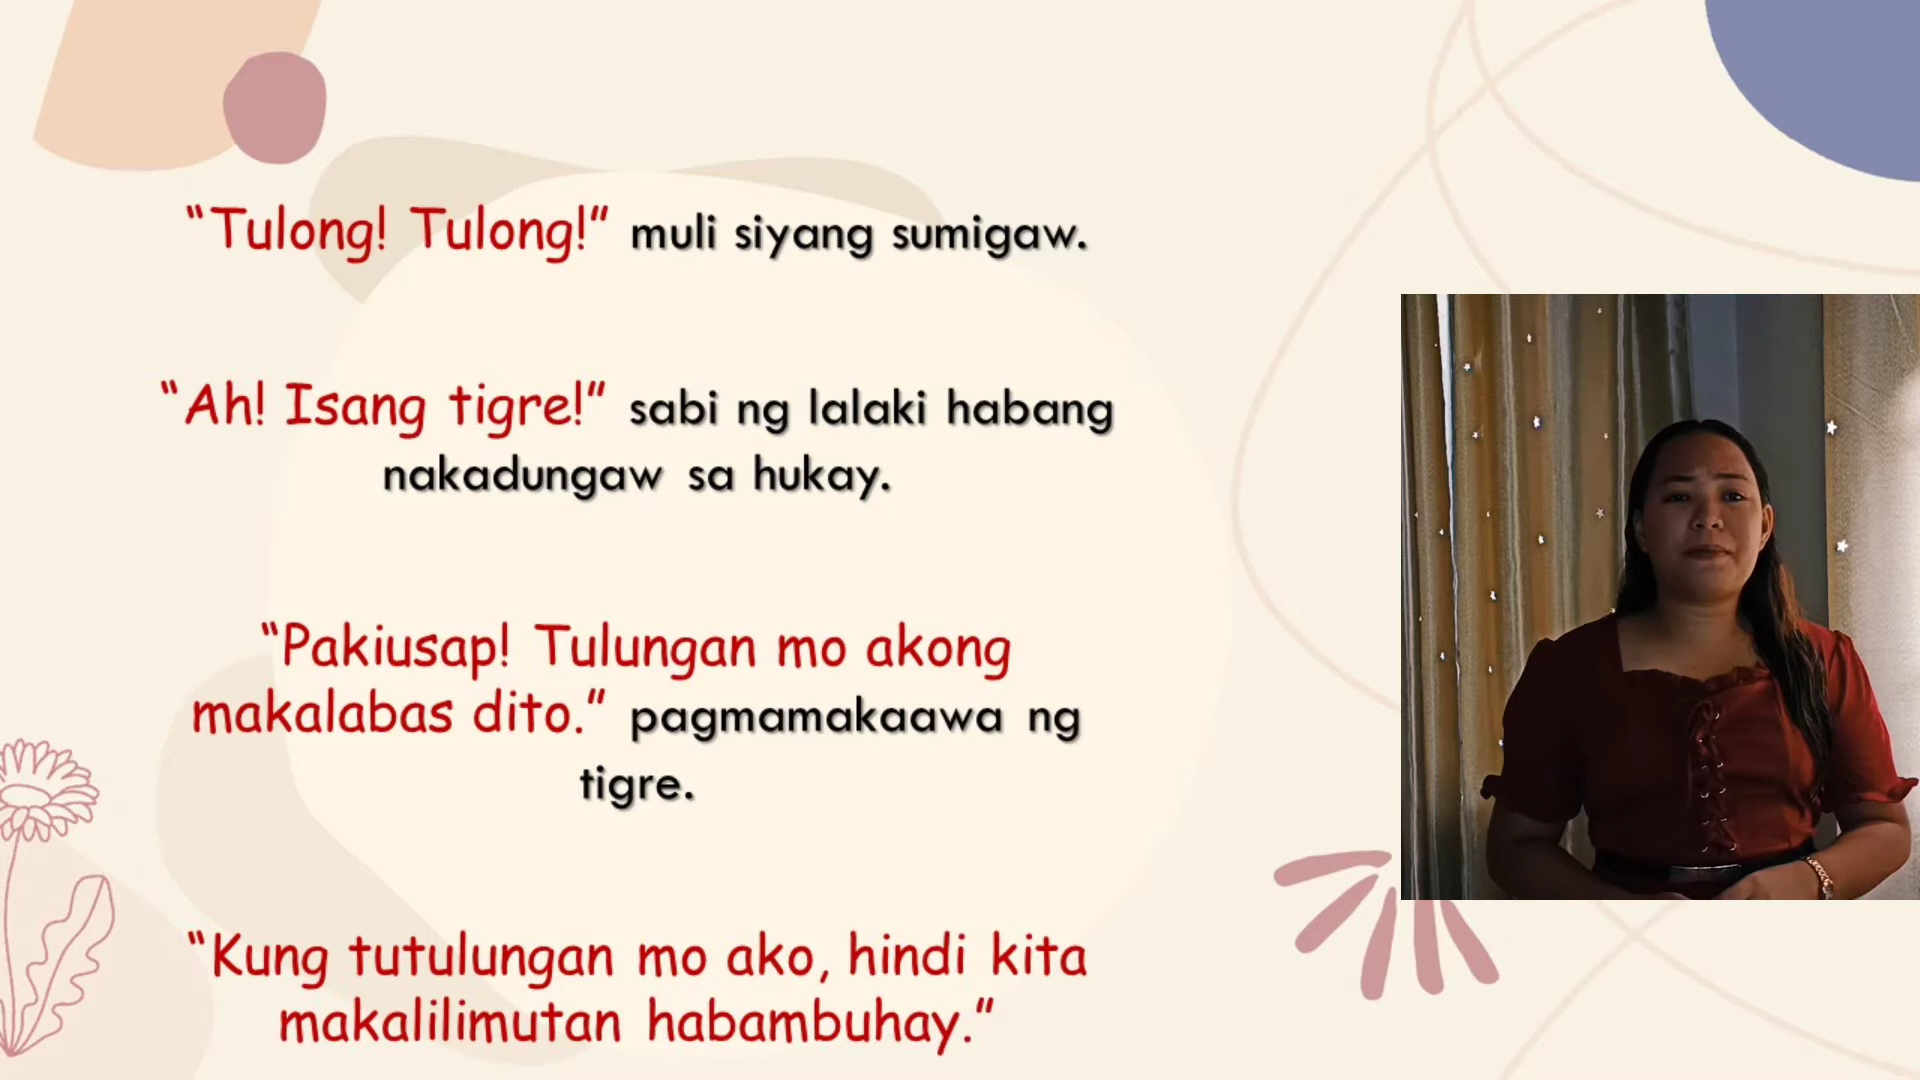 “Tulong! Tulong!” muli siyang sumigaw.
“Ah! Isang tigre!” sabi ng lalaki habang
nakadungaw sa hukay.
“Pakiusap! Tulungan mo akong
makalabas dito.” pagmamakaawa ng
tigre.
“Kung tutulungan mo ako, hindi kita
makalilimutan habambuhay.”